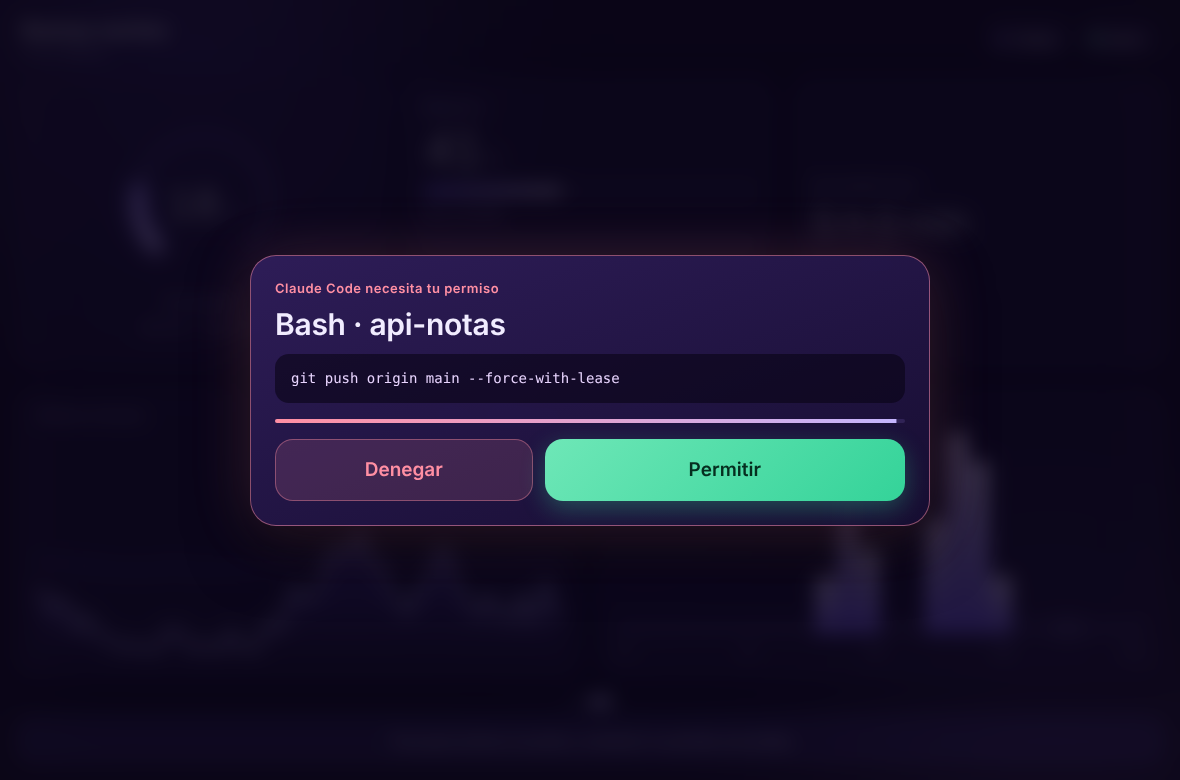 Claude Code necesita tu permiso
Bash · api-notas
git push origin main --force-with-lease
Denegar
Permitir